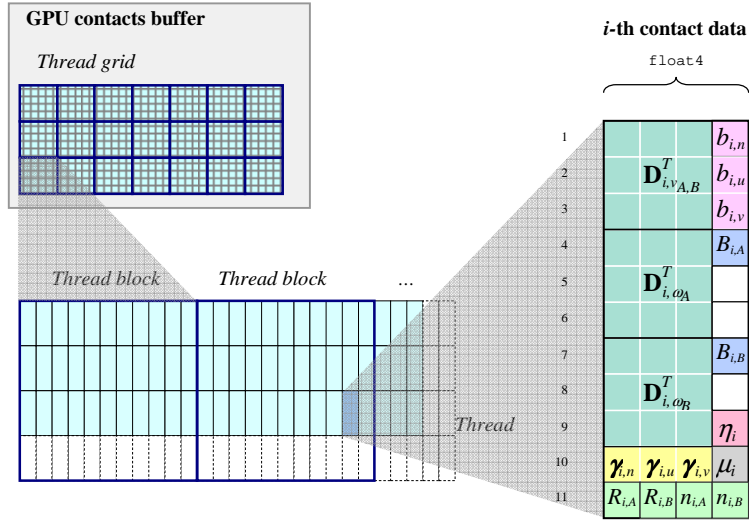 GPU contacts buffer
Thread grid
i-th contact data
float4
Thread block
Thread block
...
Thread
1
2
3
4
5
6
7
8
9
10
11
D^T_{i,v_{A,B}}
b_{i,n}
b_{i,u}
b_{i,v}
D^T_{i,ω_A}
B_{i,A}
D^T_{i,ω_B}
B_{i,B}
η_i
γ_{i,n} γ_{i,u} γ_{i,v} μ_i
R_{i,A} R_{i,B} n_{i,A} n_{i,B}